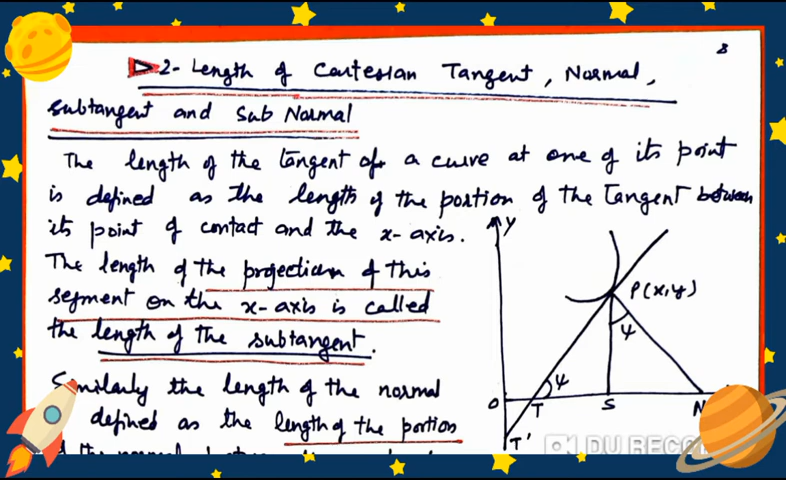 8
2- Length of Cartesian Tangent, Normal,
subtangent and Sub Normal
The length of the tangent of a curve at one of its point
is defined as the length of the portion of the Tangent between
its point of contact and the x-axis.
The length of the projection of this
segment on the x-axis is called
the length of the subtangent.
Similarly the length of the normal
defined as the length of the portion
Y
P(x,y)
ψ
ψ
O T S N
T'
DU RECO